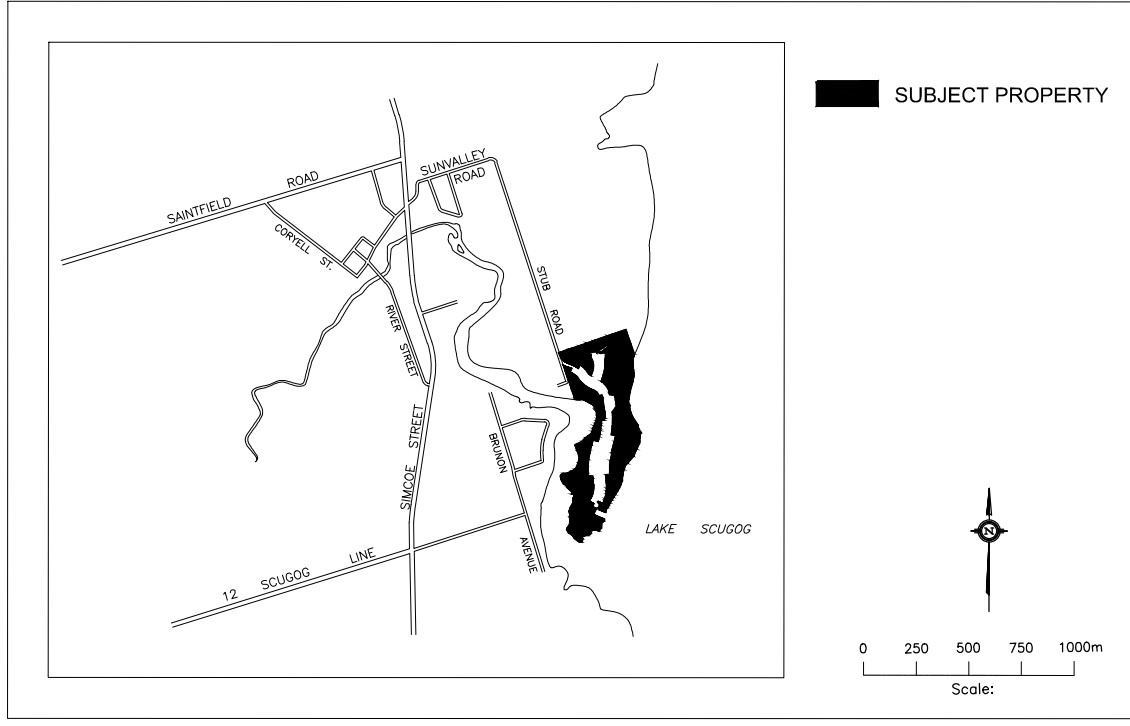 SUBJECT PROPERTY
SUNVALLEY
ROAD
SAINTFIELD ROAD
CORYELL ST.
STUB ROAD
RIVER STREET
SIMCOE STREET
BRUNON AVENUE
LAKE SCUGOG
12 SCUGOG LINE
N
0 250 500 750 1000m
Scale: